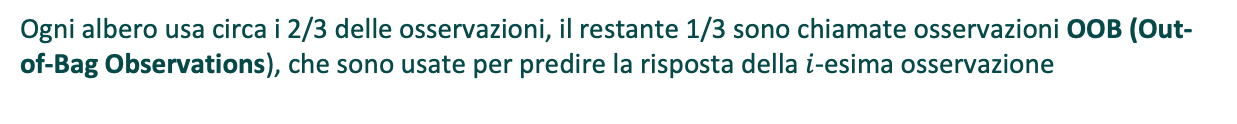 Ogni albero usa circa i 2/3 delle osservazioni, il restante 1/3 sono chiamate osservazioni OOB (Out-
of-Bag Observations), che sono usate per predire la risposta della i-esima osservazione